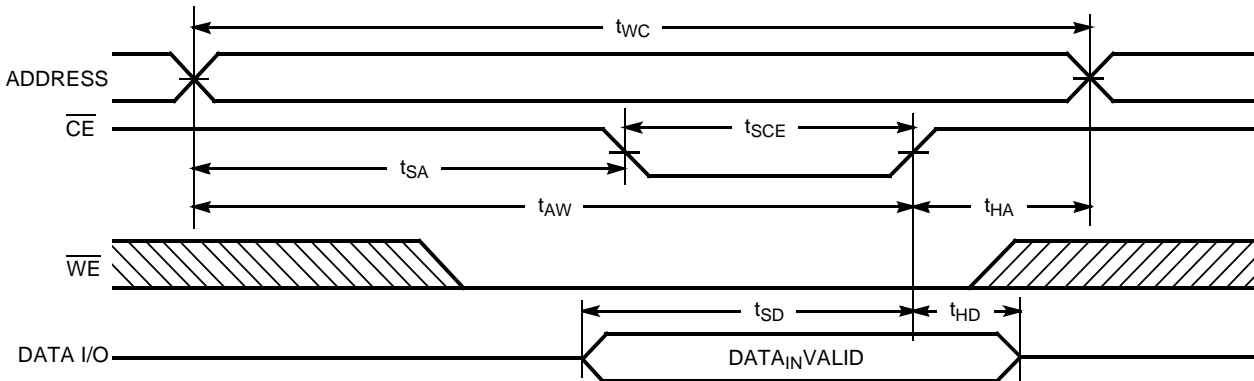 tWC
ADDRESS
CE
tSCE
tSA
tAW
tHA
WE
tSD
tHD
DATA I/O
DATAINVALID